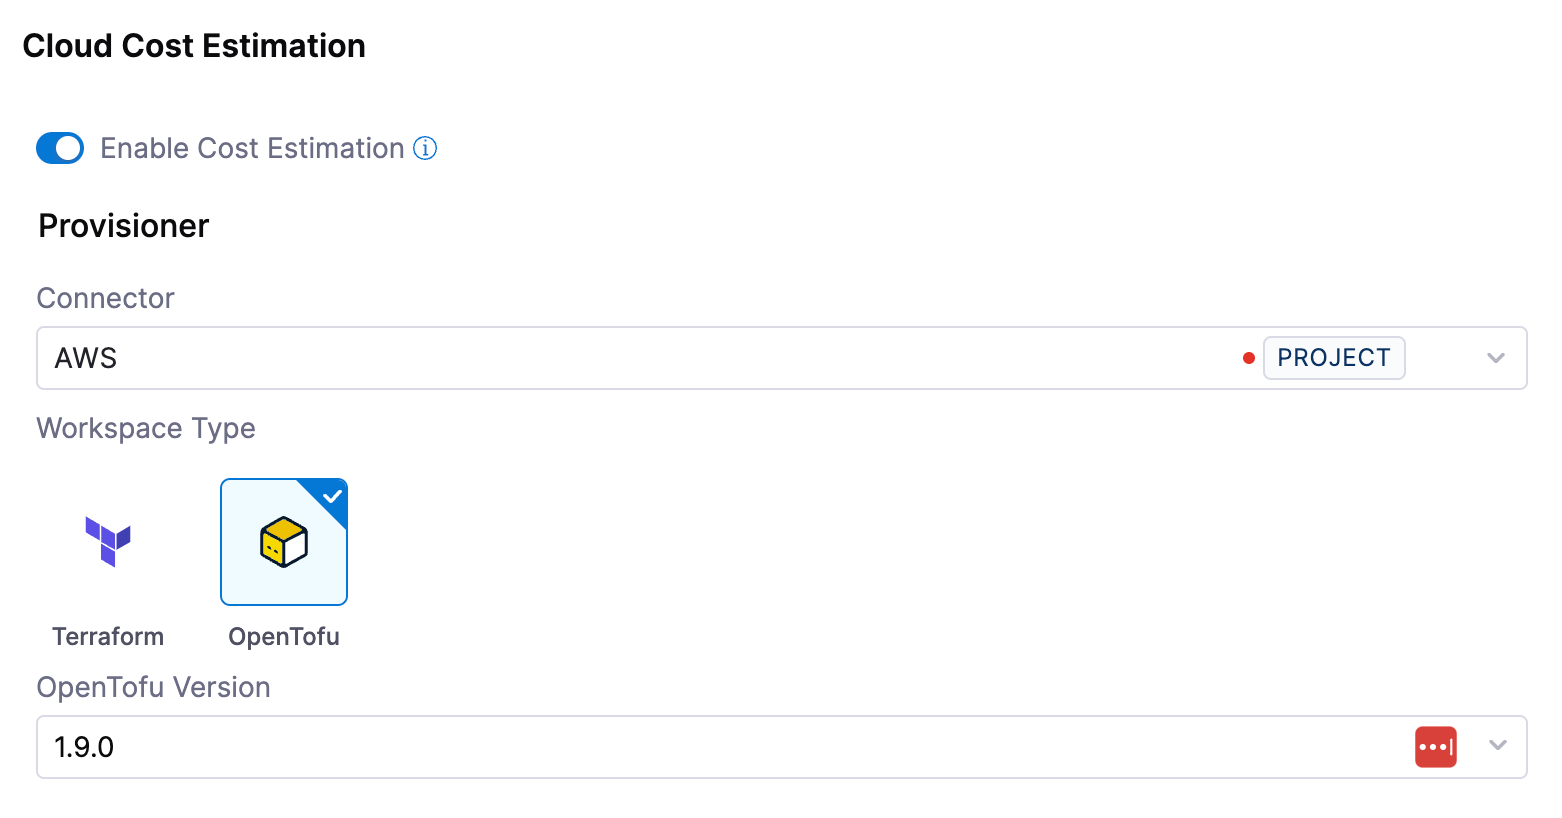 Cloud Cost Estimation
Enable Cost Estimation
Provisioner
Connector
AWS PROJECT
Workspace Type
Terraform OpenTofu
OpenTofu Version
1.9.0